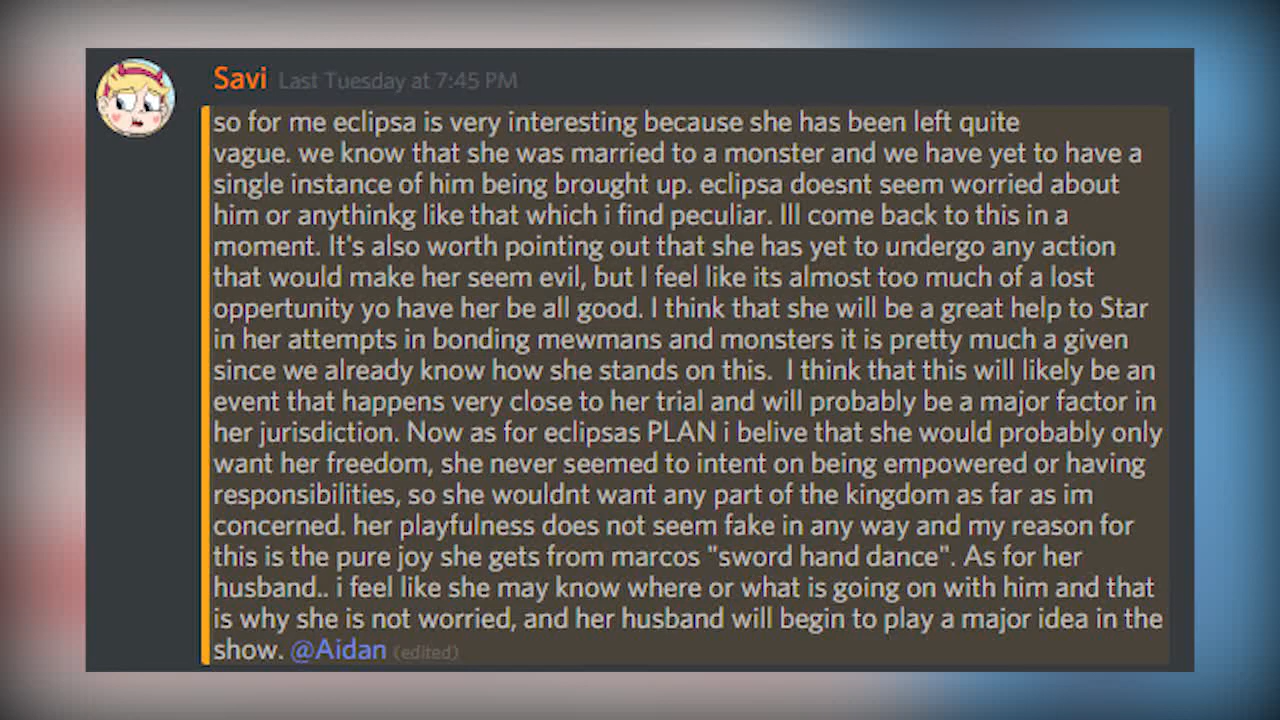 Savi Last Tuesday at 7:45 PM
so for me eclipsa is very interesting because she has been left quite
vague. we know that she was married to a monster and we have yet to have a
single instance of him being brought up. eclipsa doesnt seem worried about
him or anythinkg like that which i find peculiar. Ill come back to this in a
moment. It's also worth pointing out that she has yet to undergo any action
that would make her seem evil, but I feel like its almost too much of a lost
oppertunity yo have her be all good. I think that she will be a great help to Star
in her attempts in bonding mewmans and monsters it is pretty much a given
since we already know how she stands on this.  I think that this will likely be an
event that happens very close to her trial and will probably be a major factor in
her jurisdiction. Now as for eclipsas PLAN i belive that she would probably only
want her freedom, she never seemed to intent on being empowered or having
responsibilities, so she wouldnt want any part of the kingdom as far as im
concerned. her playfulness does not seem fake in any way and my reason for
this is the pure joy she gets from marcos "sword hand dance". As for her
husband.. i feel like she may know where or what is going on with him and that
is why she is not worried, and her husband will begin to play a major idea in the
show. @Aidan (edited)